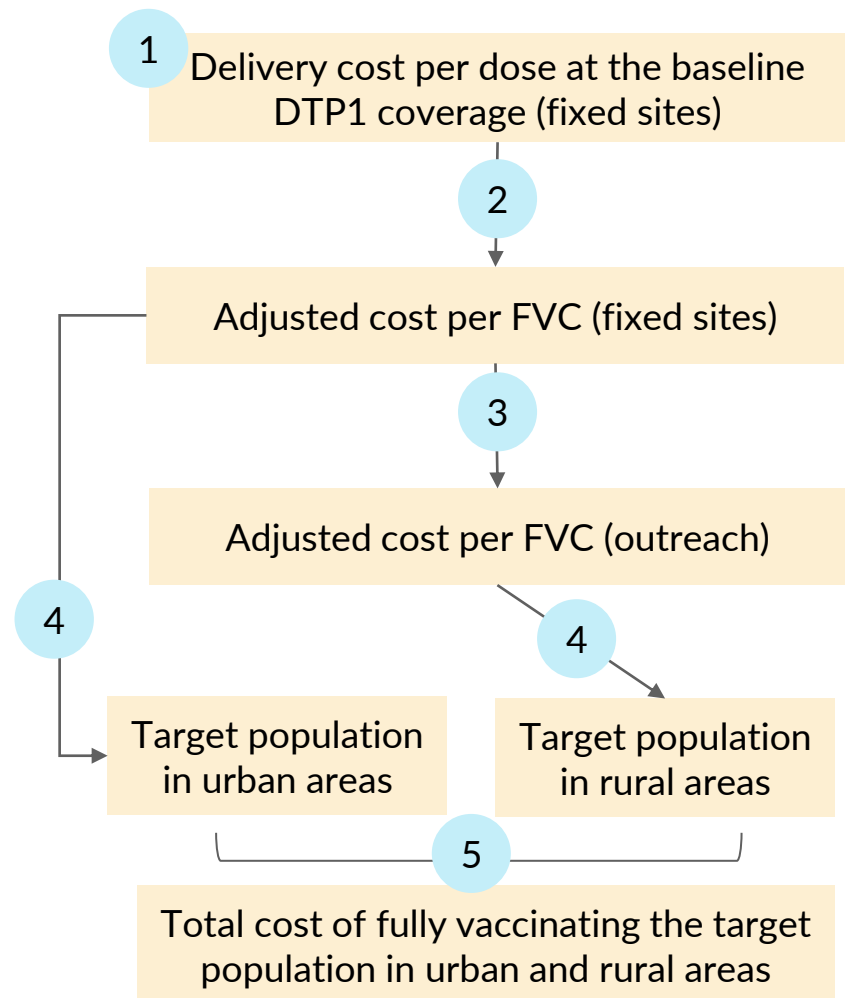 1
Delivery cost per dose at the baseline
DTP1 coverage (fixed sites)
2
Adjusted cost per FVC (fixed sites)
3
Adjusted cost per FVC (outreach)
4
4
Target population
in urban areas
Target population
in rural areas
5
Total cost of fully vaccinating the target
population in urban and rural areas